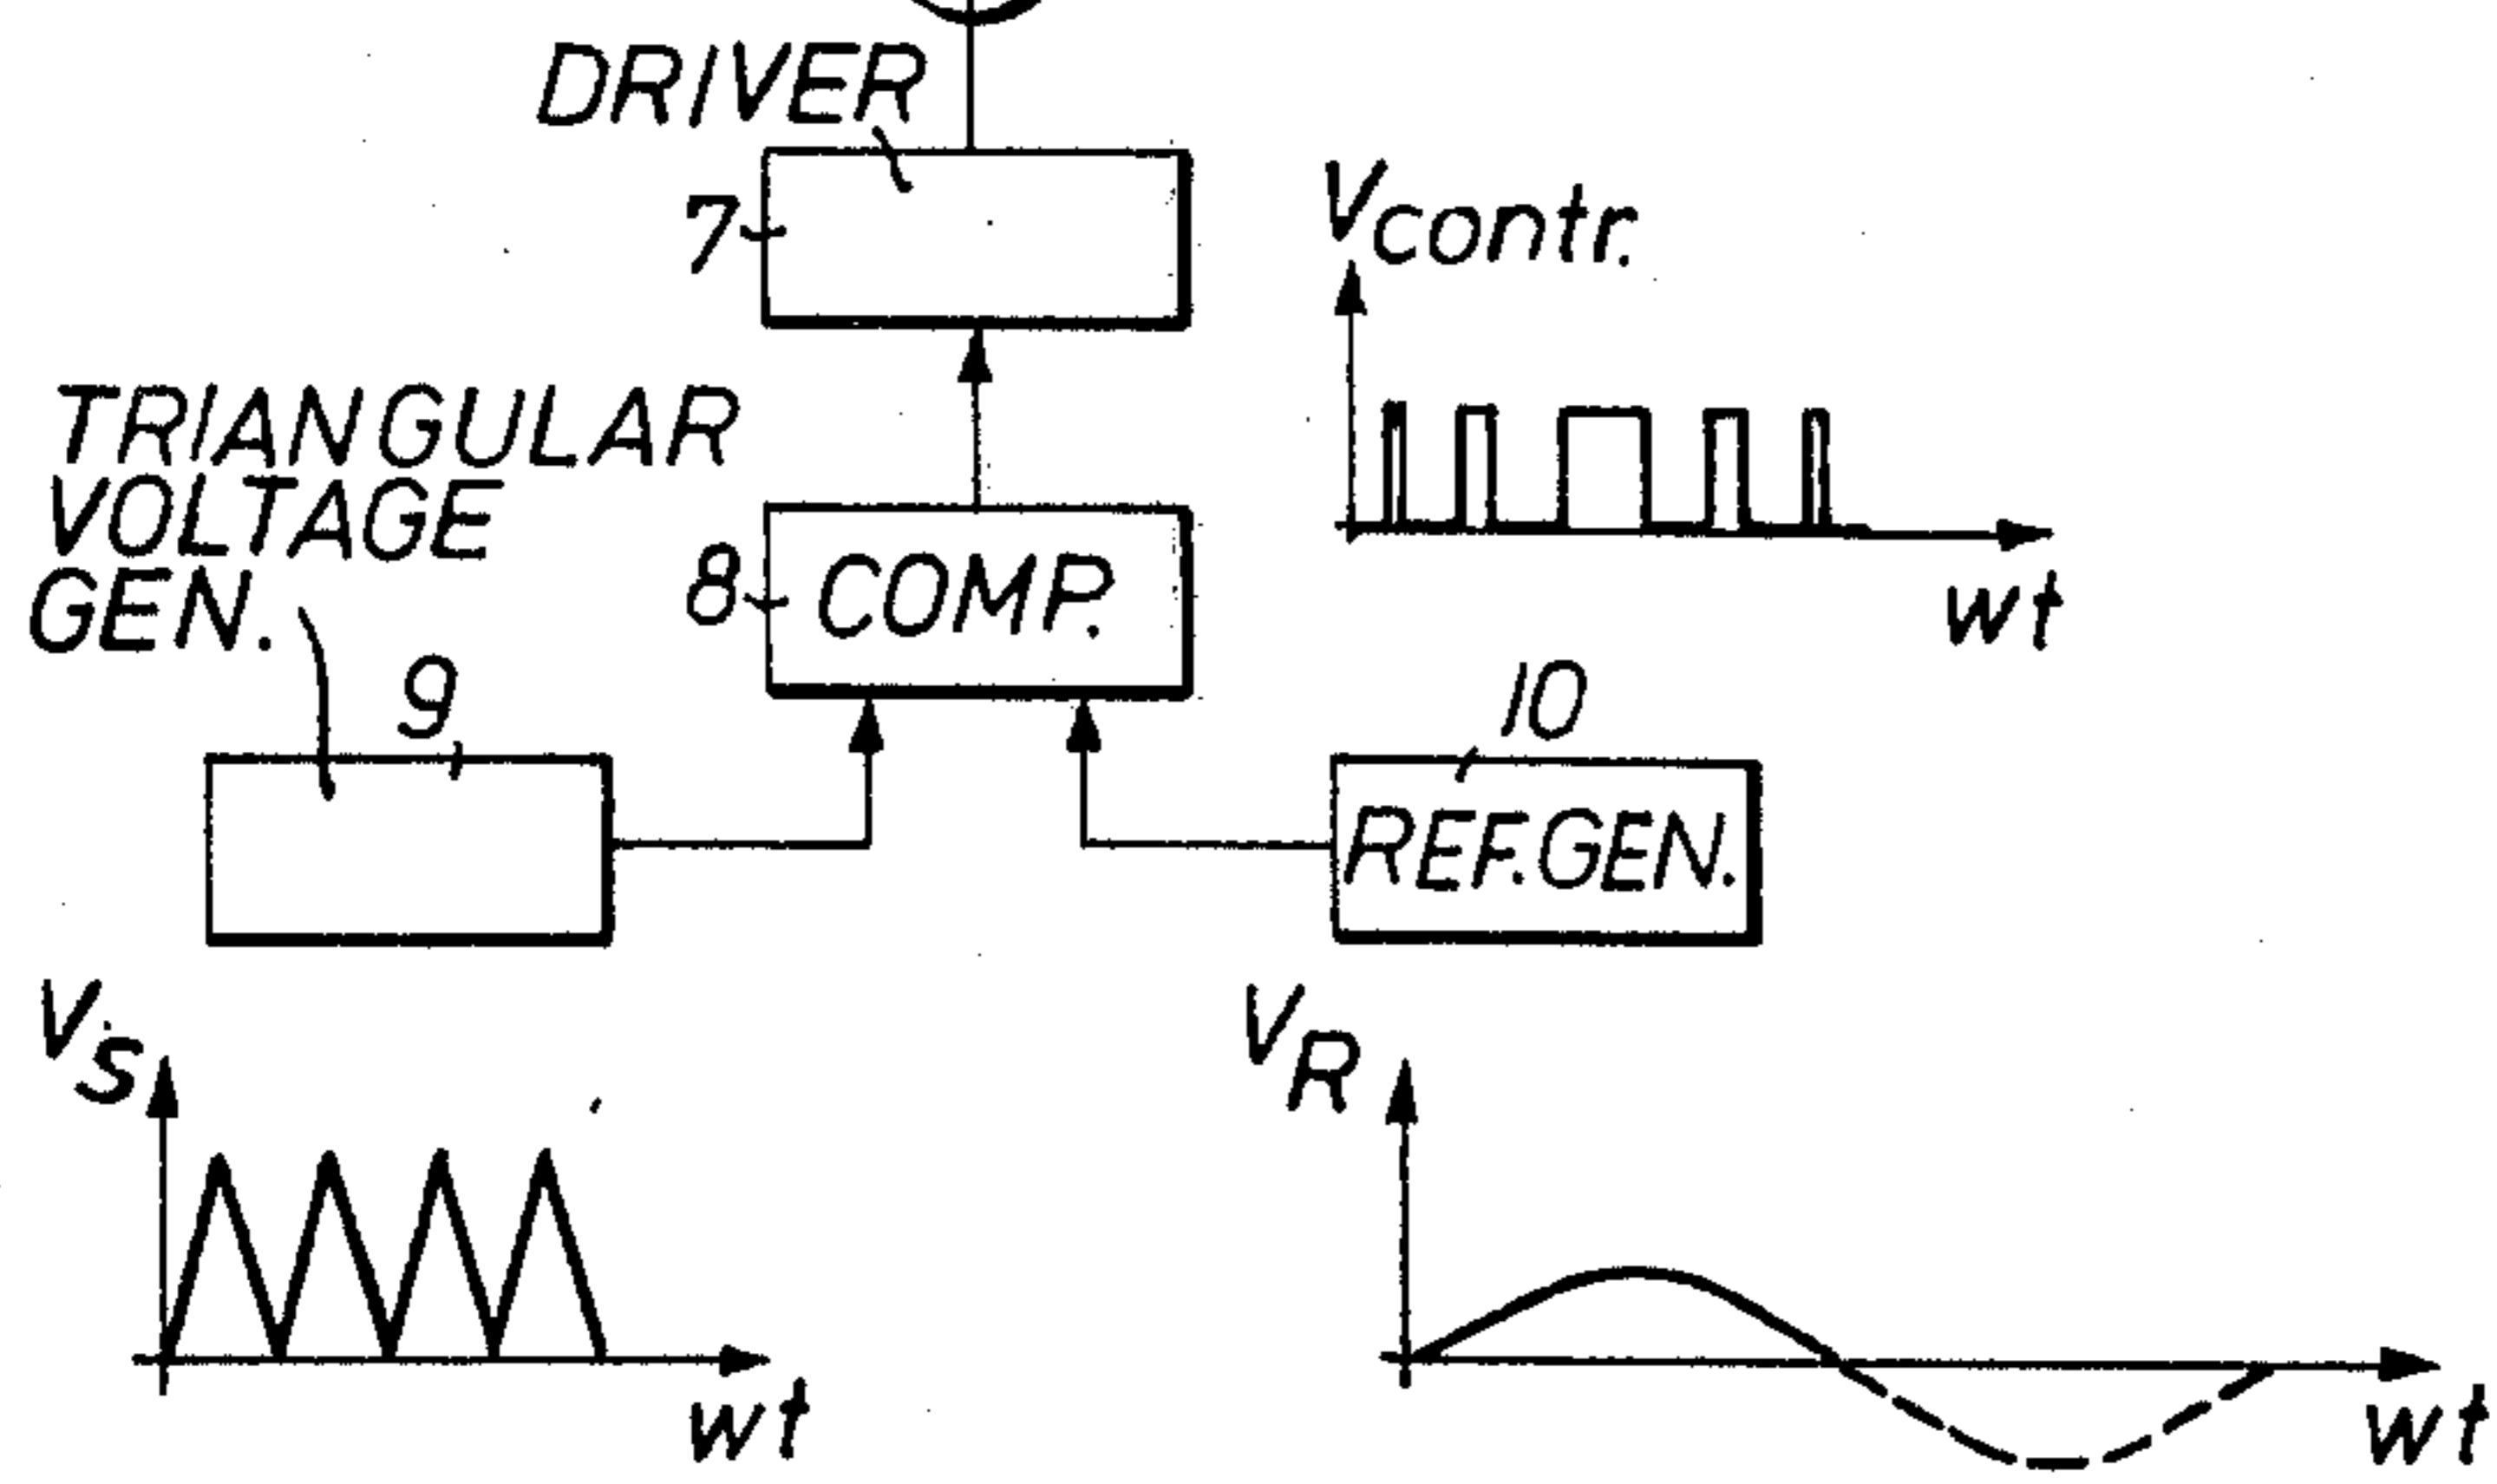 DRIVER
7
Vcontr.
TRIANGULAR
VOLTAGE
GEN.
8
COMP.
wt
9
10
REF.GEN.
VS
VR
wt
wt